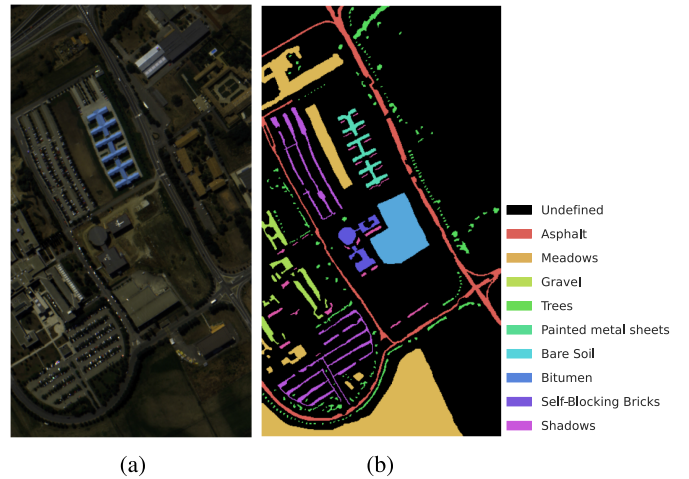 Undefined
Asphalt
Meadows
Gravel
Trees
Painted metal sheets
Bare Soil
Bitumen
Self-Blocking Bricks
Shadows
(a)
(b)